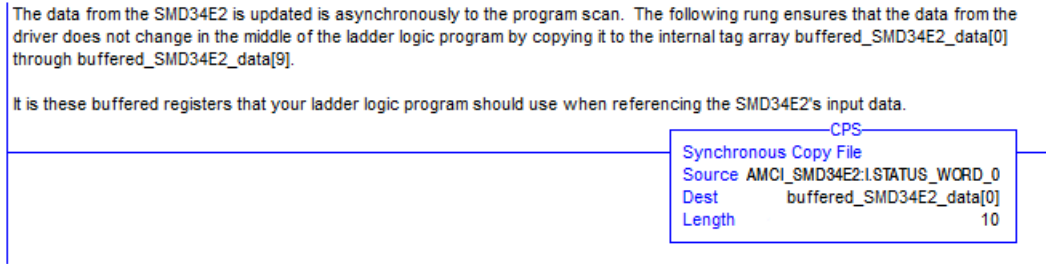 The data from the SMD34E2 is updated is asynchronously to the program scan.  The following rung ensures that the data from the
driver does not change in the middle of the ladder logic program by copying it to the internal tag array buffered_SMD34E2_data[0]
through buffered_SMD34E2_data[9].
It is these buffered registers that your ladder logic program should use when referencing the SMD34E2's input data.
CPS
Synchronous Copy File
Source AMCI_SMD34E2:I.STATUS_WORD_0
Dest buffered_SMD34E2_data[0]
Length 10